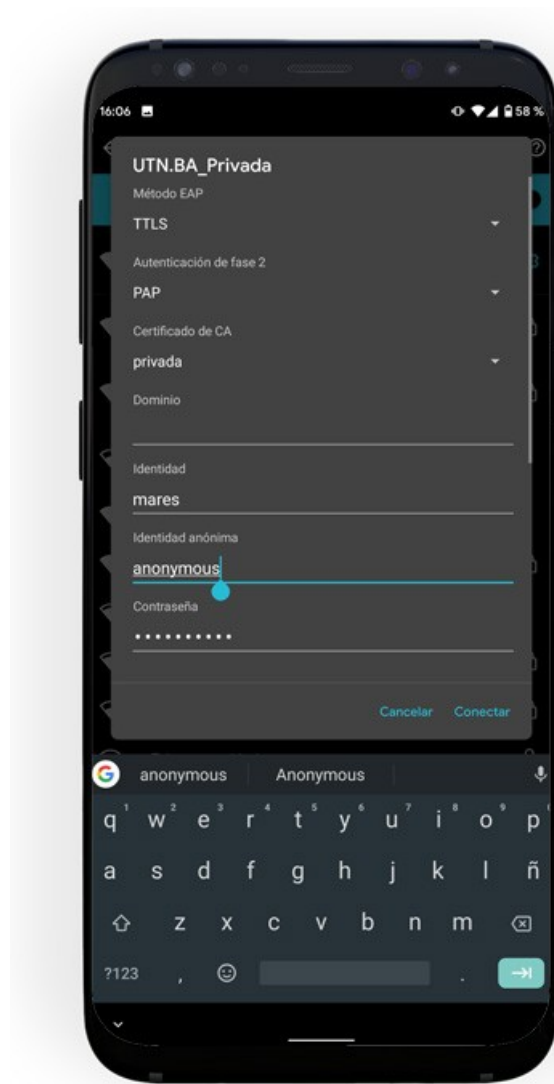 16:06
58 %
UTN.BA_Privada
Método EAP
TTLS
Autenticación de fase 2
PAP
Certificado de CA
privada
Dominio
Identidad
mares
Identidad anónima
anonymous
Contraseña
••••••••••
Cancelar Conectar
G anonymous Anonymous
q 1 w 2 e 3 r 4 t 5 y 6 u 7 i 8 o 9 p
a s d f g h j k l ñ
z x c v b n m
?123 , .